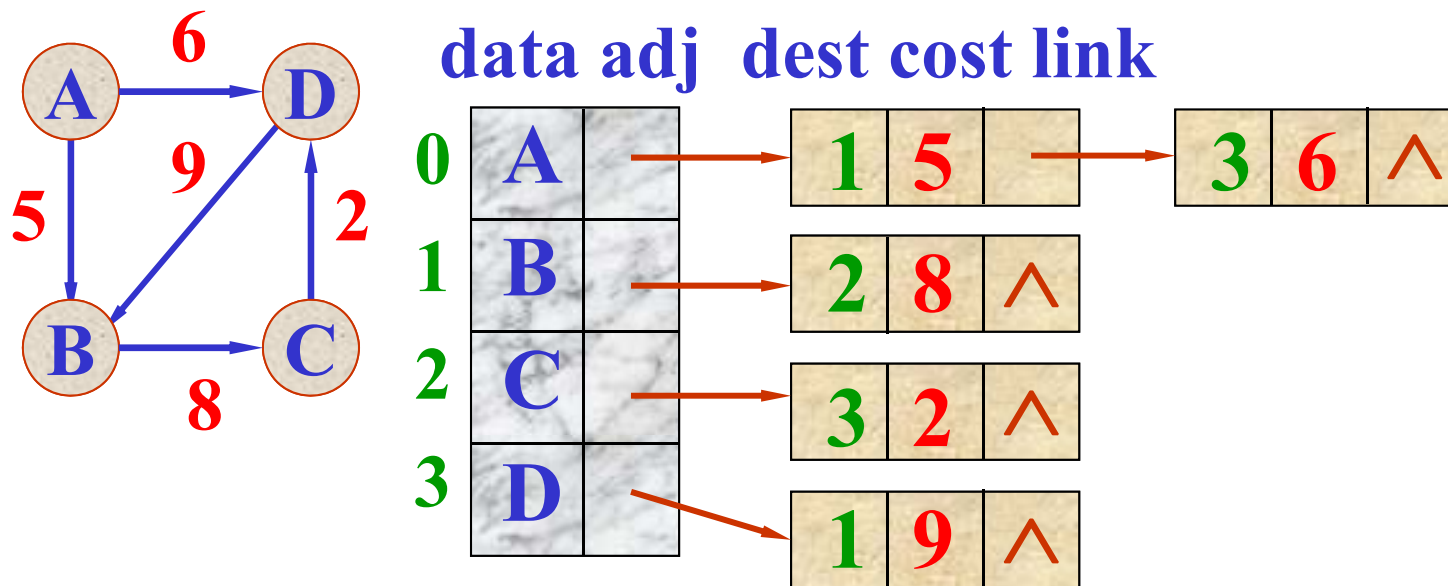 6
A D
9
5 2
B C
8
data adj dest cost link
0 A 1 5 3 6 ∧
1 B 2 8 ∧
2 C 3 2 ∧
3 D 1 9 ∧